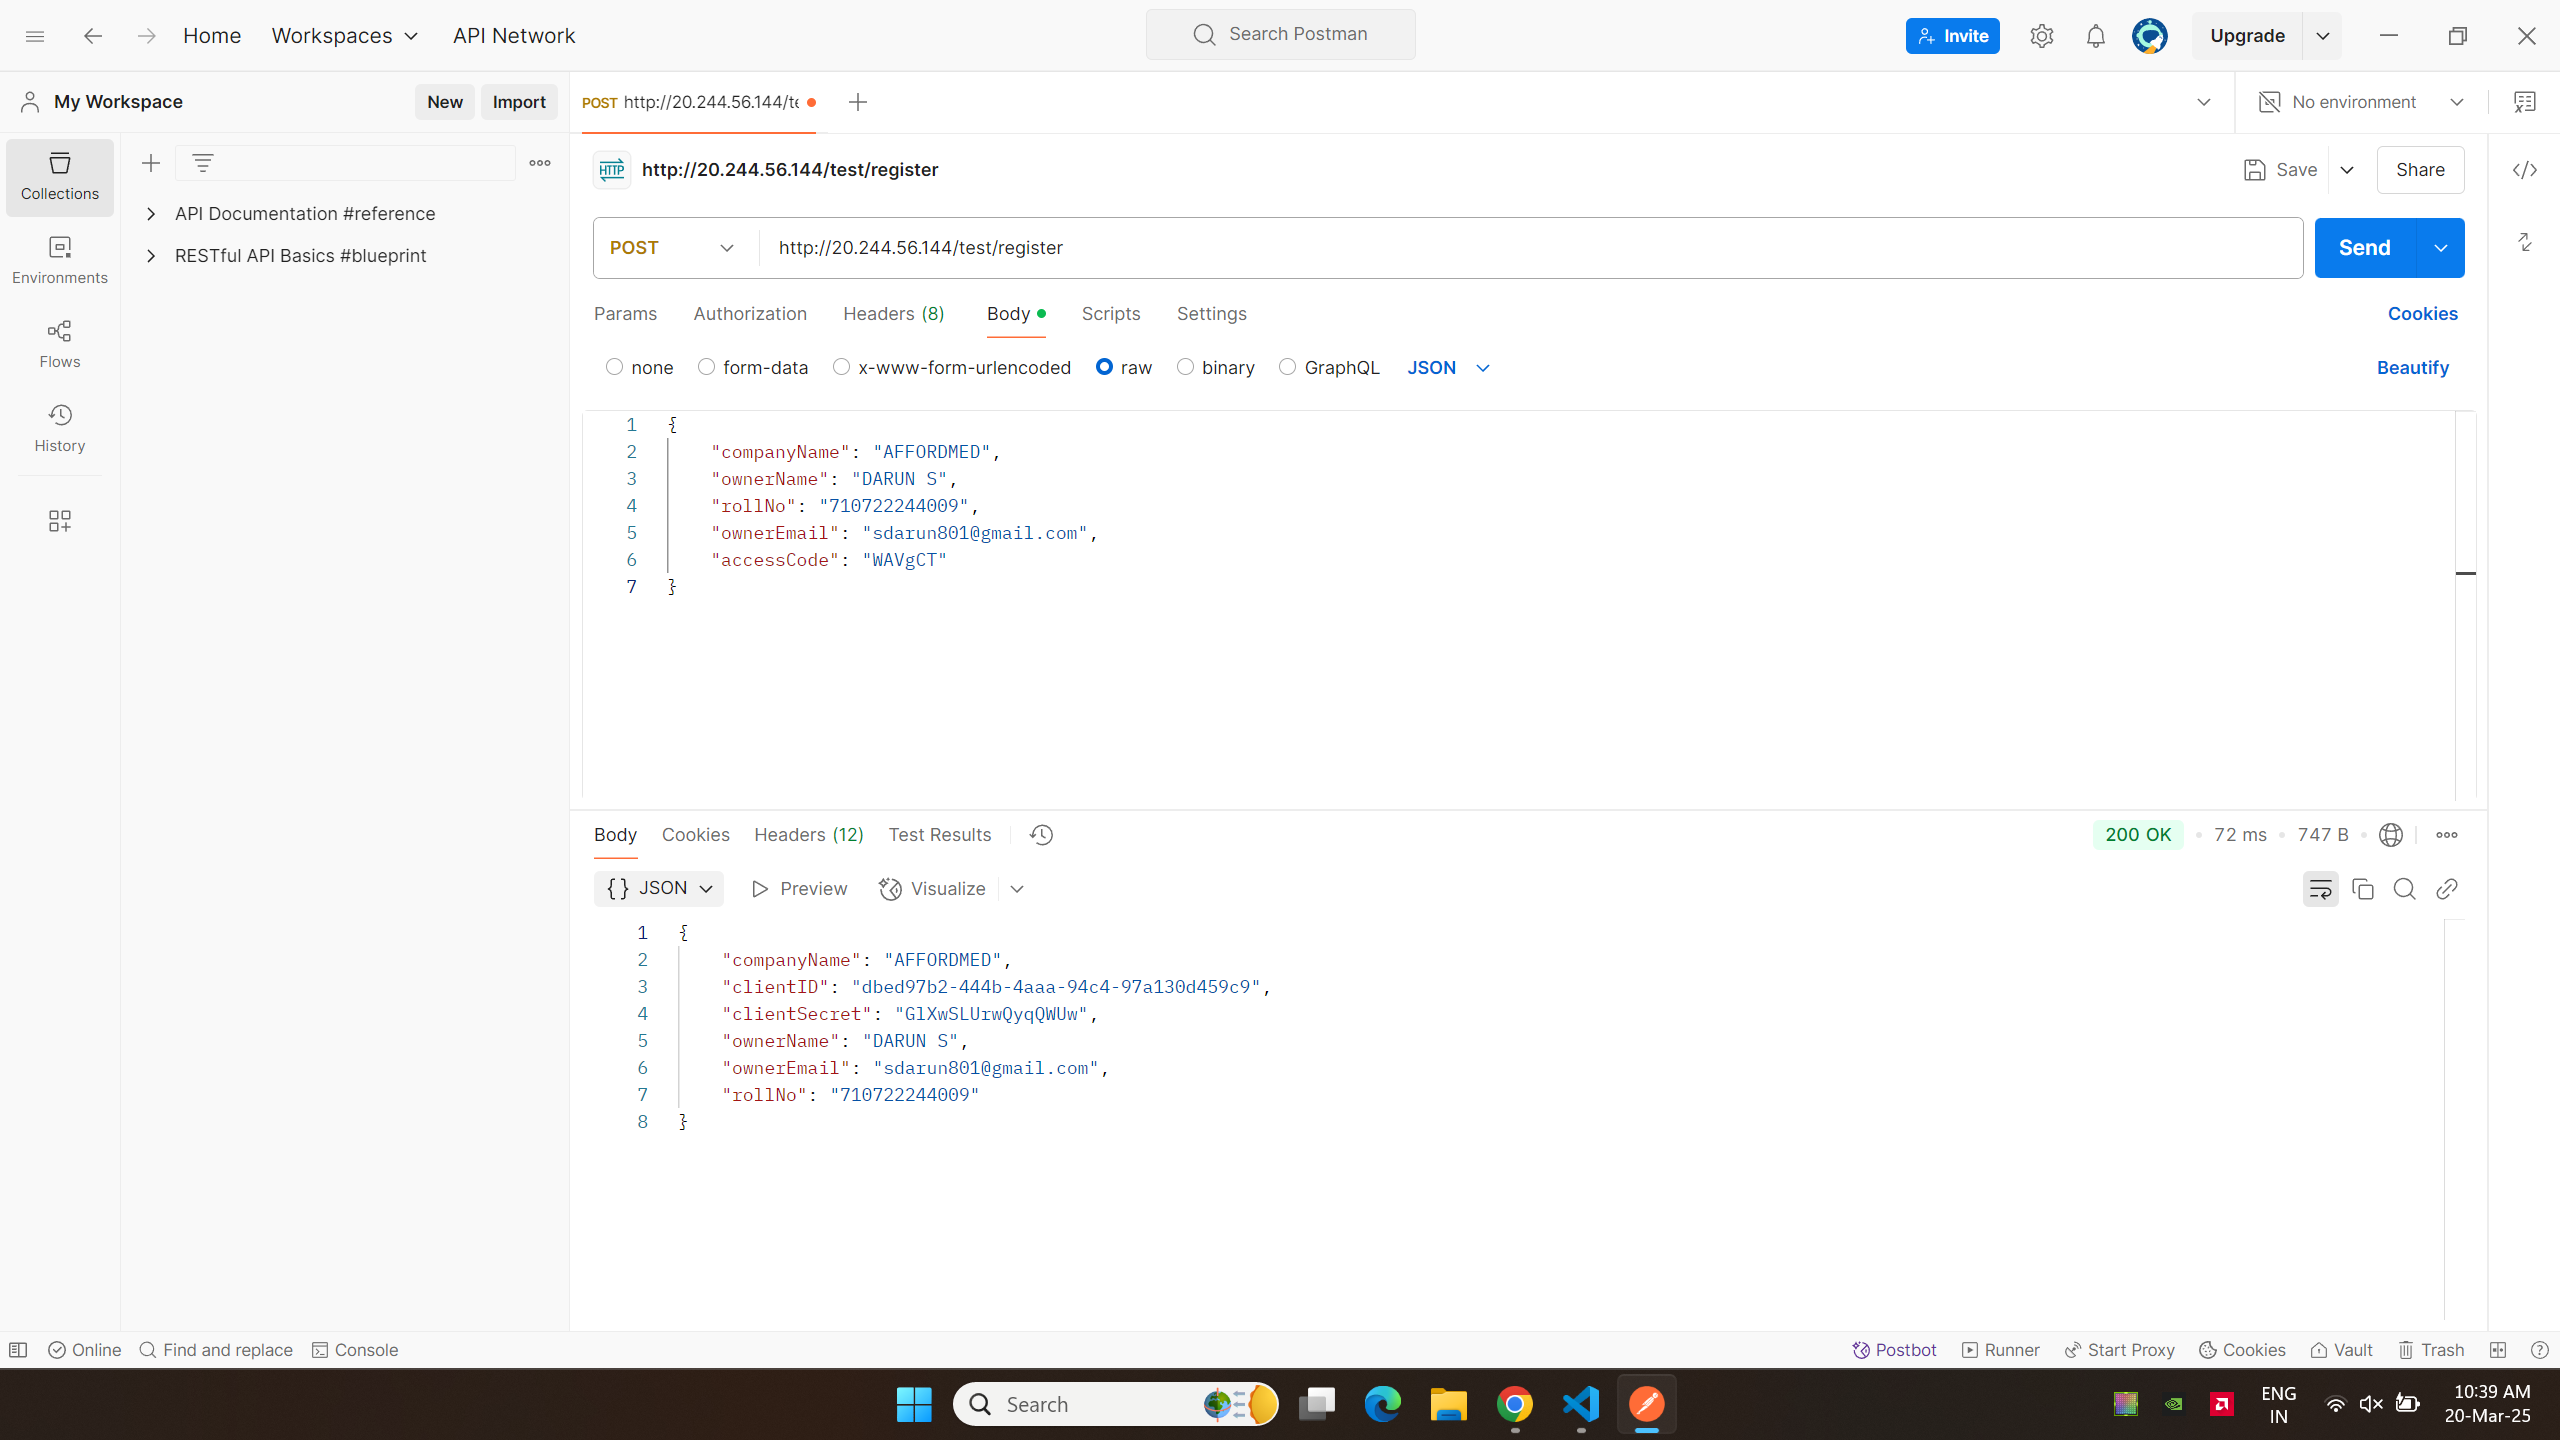 Home Workspaces API Network Search Postman Invite Upgrade
My Workspace New Import POST http://20.244.56.144/te No environment
Collections
Environments
Flows
History
API Documentation #reference
RESTful API Basics #blueprint
HTTP http://20.244.56.144/test/register Save Share
POST http://20.244.56.144/test/register Send
Params Authorization Headers (8) Body Scripts Settings Cookies
none form-data x-www-form-urlencoded raw binary GraphQL JSON Beautify
1 {
2 "companyName": "AFFORDMED",
3 "ownerName": "DARUN S",
4 "rollNo": "710722244009",
5 "ownerEmail": "sdarun801@gmail.com",
6 "accessCode": "WAVgCT"
7 }
Body Cookies Headers (12) Test Results 200 OK 72 ms 747 B
{} JSON Preview Visualize
1 {
2 "companyName": "AFFORDMED",
3 "clientID": "dbed97b2-444b-4aaa-94c4-97a130d459c9",
4 "clientSecret": "GlXwSLUrwQyqQWUw",
5 "ownerName": "DARUN S",
6 "ownerEmail": "sdarun801@gmail.com",
7 "rollNo": "710722244009"
8 }
Online Find and replace Console Postbot Runner Start Proxy Cookies Vault Trash
Search
ENG
IN
10:39 AM
20-Mar-25